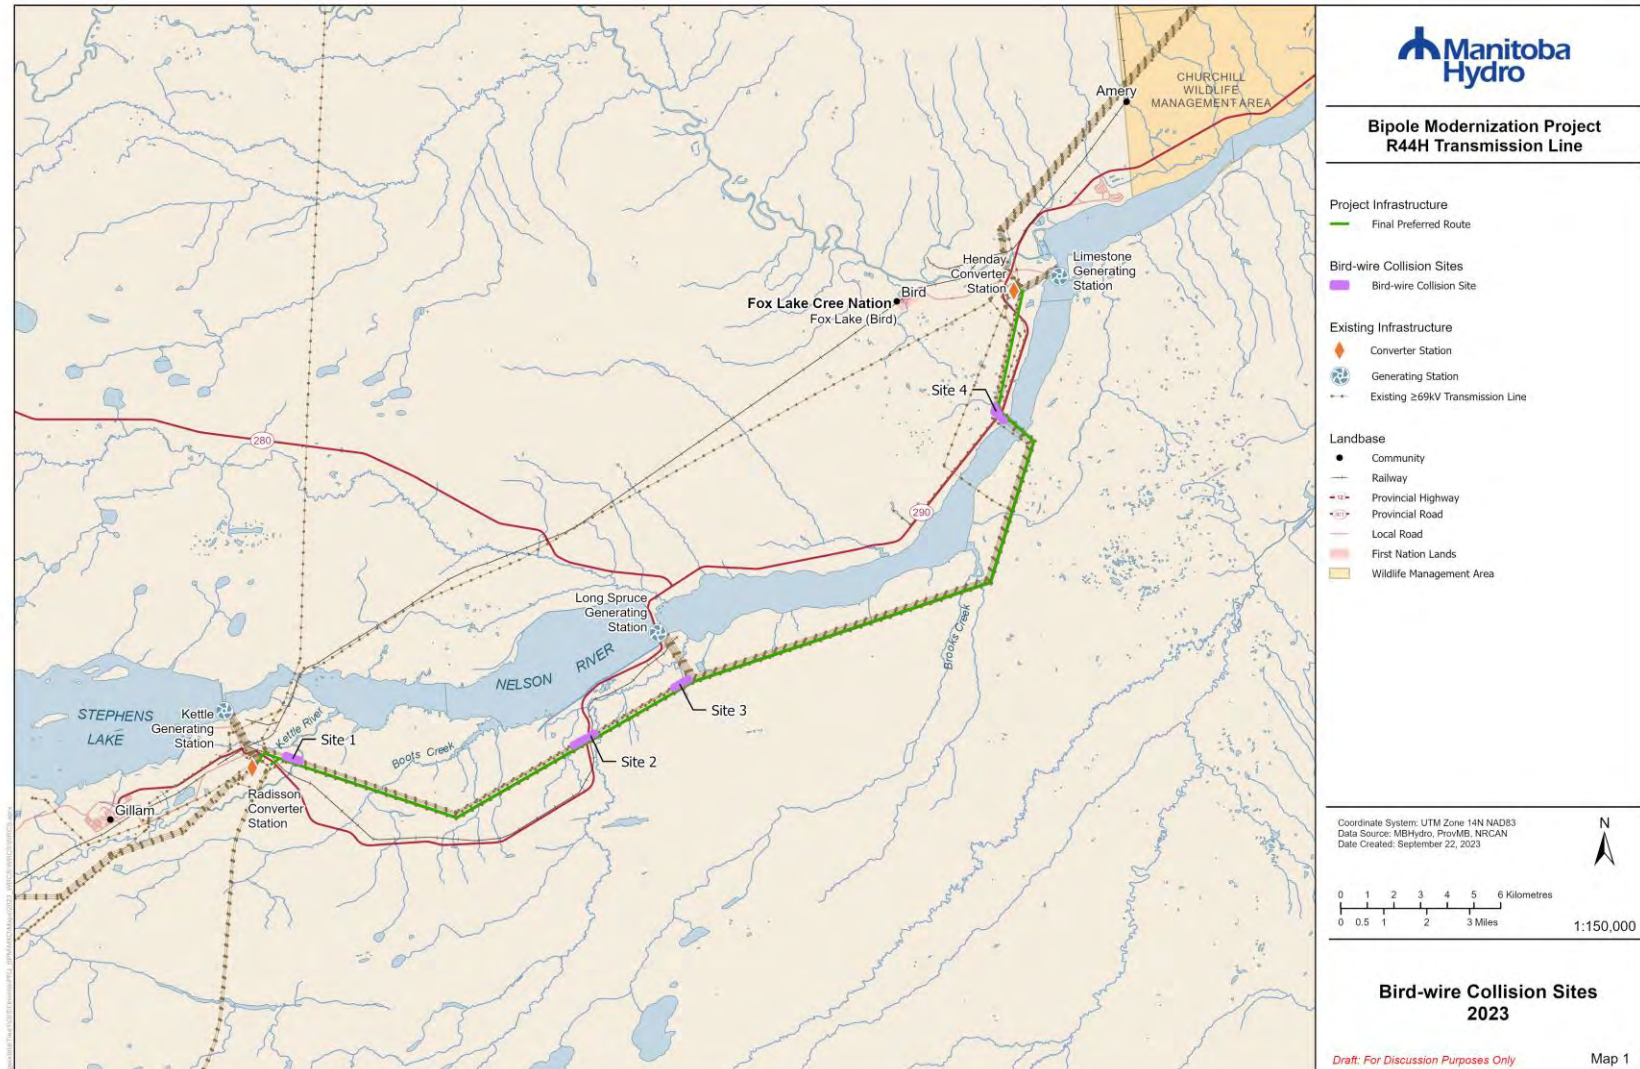 CHURCHILL
WILDLIFE
MANAGEMENT AREA
Amery
Henday
Converter
Station
Limestone
Generating
Station
Bird
Fox Lake Cree Nation
Fox Lake (Bird)
Site 4
280
290
Long Spruce
Generating
Station
NELSON RIVER
Brooks Creek
STEPHENS
LAKE
Kettle
Generating
Station
Kettle River
Site 1
Boots Creek
Site 2
Site 3
Radisson
Converter
Station
Gillam
Manitoba
Hydro
Bipole Modernization Project
R44H Transmission Line
Project Infrastructure
Final Preferred Route
Bird-wire Collision Sites
Bird-wire Collision Site
Existing Infrastructure
Converter Station
Generating Station
Existing ≥69kV Transmission Line
Landbase
Community
Railway
Provincial Highway
Provincial Road
Local Road
First Nation Lands
Wildlife Management Area
Coordinate System: UTM Zone 14N NAD83
Data Source: MBHydro, ProvMB, NRCAN
Date Created: September 22, 2023
N
0 1 2 3 4 5 6 Kilometres
0 0.5 1 2 3 Miles
1:150,000
Bird-wire Collision Sites
2023
Draft: For Discussion Purposes Only
Map 1